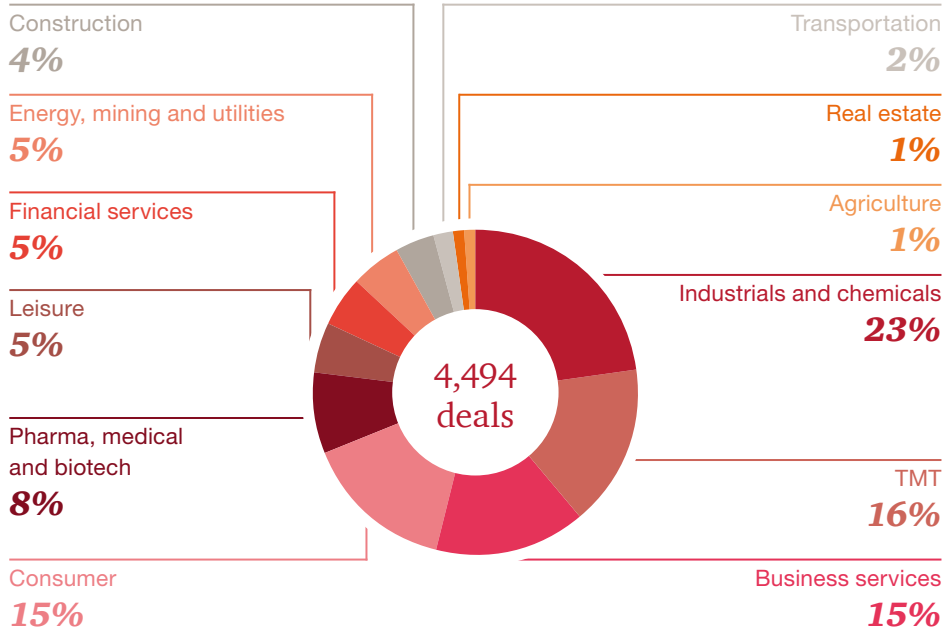 Construction
4%
Energy, mining and utilities
5%
Financial services
5%
Leisure
5%
Pharma, medical
and biotech
8%
Consumer
15%
4,494
deals
Transportation
2%
Real estate
1%
Agriculture
1%
Industrials and chemicals
23%
TMT
16%
Business services
15%